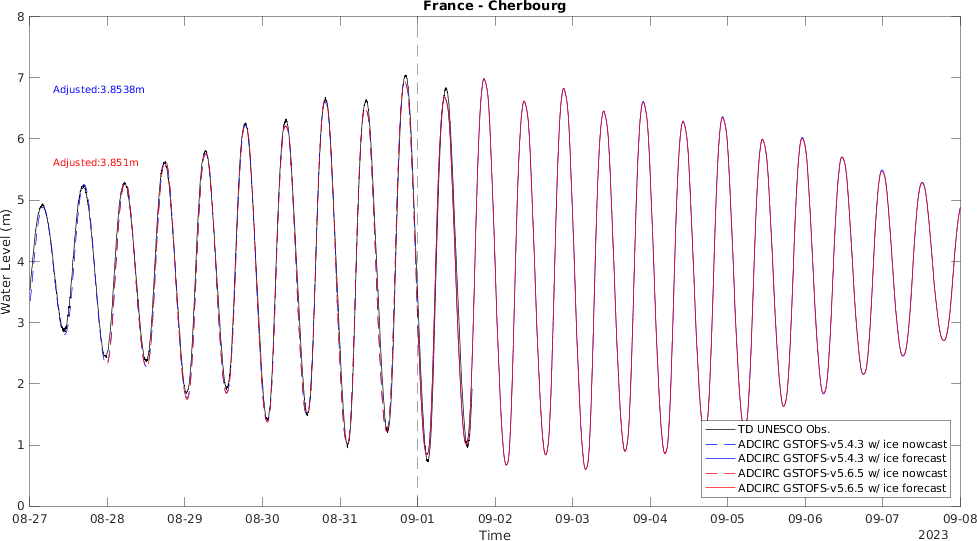 France - Cherbourg
8
7
6
5
4
3
2
1
0
Water Level (m)
Adjusted:3.8538m
Adjusted:3.851m
TD UNESCO Obs.
ADCIRC GSTOFS-v5.4.3 w/ ice nowcast
ADCIRC GSTOFS-v5.4.3 w/ ice forecast
ADCIRC GSTOFS-v5.6.5 w/ ice nowcast
ADCIRC GSTOFS-v5.6.5 w/ ice forecast
08-27 08-28 08-29 08-30 08-31 09-01 09-02 09-03 09-04 09-05 09-06 09-07 09-08
Time
2023